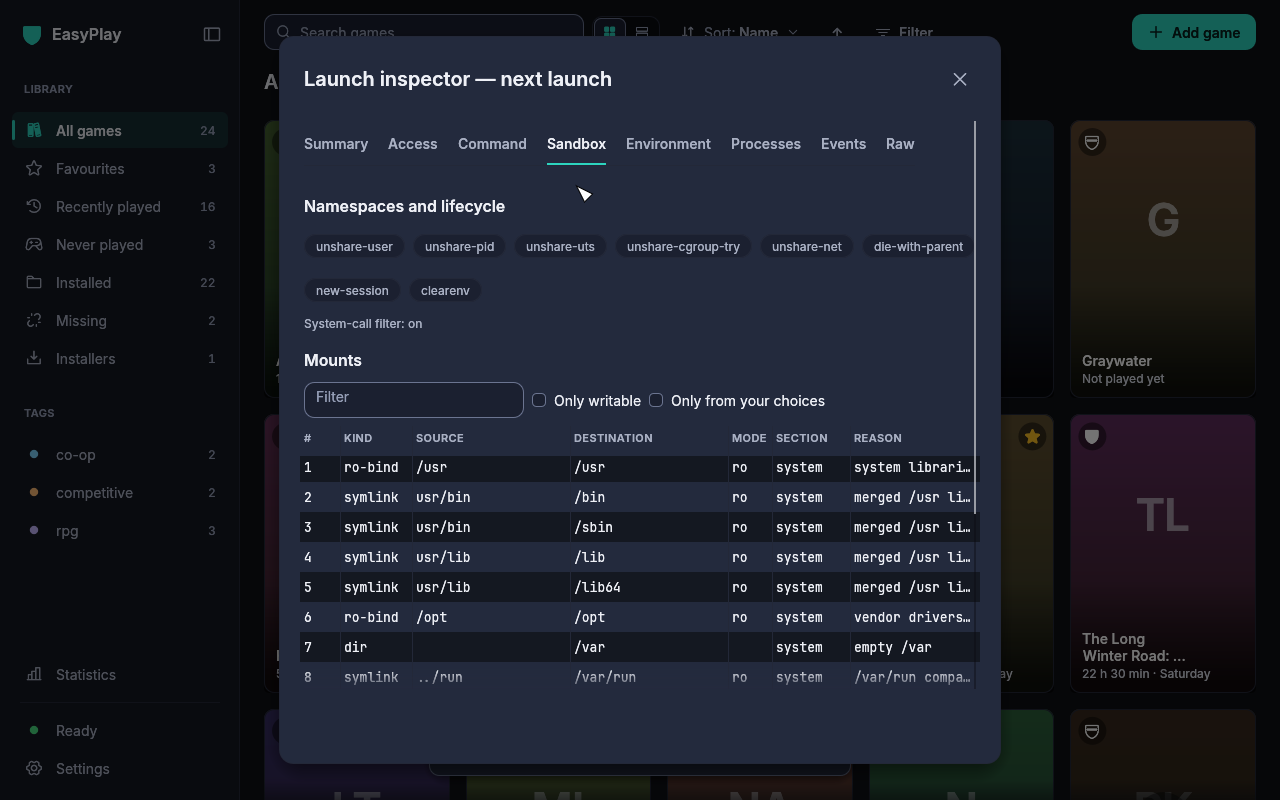 EasyPlay
Search games
Sort: Name
Filter
Add game
LIBRARY
All games 24
Favourites 3
Recently played 16
Never played 3
Installed 22
Missing 2
Installers 1
TAGS
co-op 2
competitive 2
rpg 3
Statistics
Ready
Settings
Launch inspector — next launch
Summary Access Command Sandbox Environment Processes Events Raw
Namespaces and lifecycle
unshare-user unshare-pid unshare-uts unshare-cgroup-try unshare-net die-with-parent
new-session clearenv
System-call filter: on
Mounts
Filter Only writable Only from your choices
# KIND SOURCE DESTINATION MODE SECTION REASON
1 ro-bind /usr /usr ro system system librari…
2 symlink usr/bin /bin ro system merged /usr li…
3 symlink usr/bin /sbin ro system merged /usr li…
4 symlink usr/lib /lib ro system merged /usr li…
5 symlink usr/lib /lib64 ro system merged /usr li…
6 ro-bind /opt /opt ro system vendor drivers…
7 dir /var system empty /var
8 symlink ../run /var/run ro system /var/run compa…
G
Graywater
Not played yet
TL
The Long
Winter Road: ...
22 h 30 min · Saturday